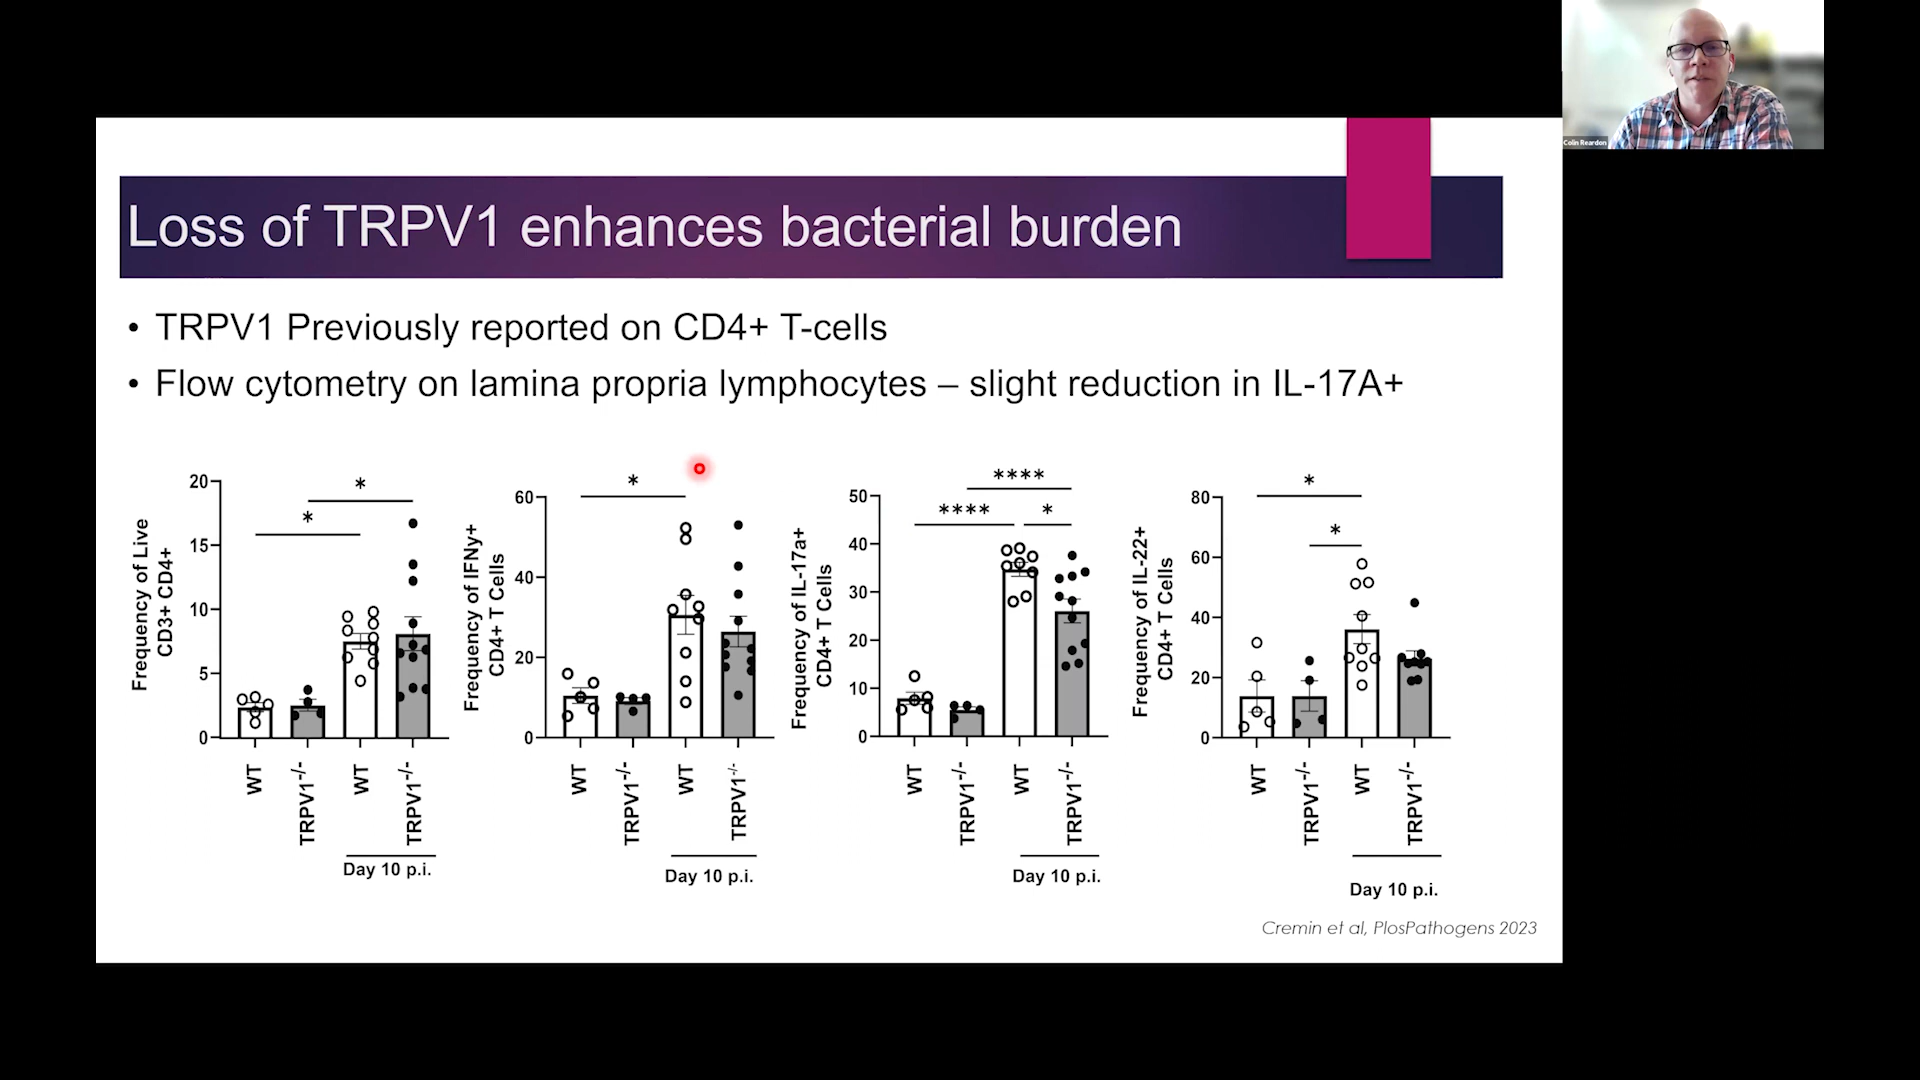 Colin Reardon
Loss of TRPV1 enhances bacterial burden
• TRPV1 Previously reported on CD4+ T-cells
• Flow cytometry on lamina propria lymphocytes – slight reduction in IL-17A+
Frequency of Live
CD3+ CD4+
20
15
10
5
0
*
*
WT
TRPV1-/-
WT
TRPV1-/-
Day 10 p.i.
Frequency of IFNy+
CD4+ T Cells
60
40
20
0
*
WT
TRPV1-/-
WT
TRPV1-/-
Day 10 p.i.
Frequency of IL-17a+
CD4+ T Cells
50
40
30
20
10
0
****
**** *
WT
TRPV1-/-
WT
TRPV1-/-
Day 10 p.i.
Frequency of IL-22+
CD4+ T Cells
80
60
40
20
0
*
*
WT
TRPV1-/-
WT
TRPV1-/-
Day 10 p.i.
Cremin et al, PlosPathogens 2023